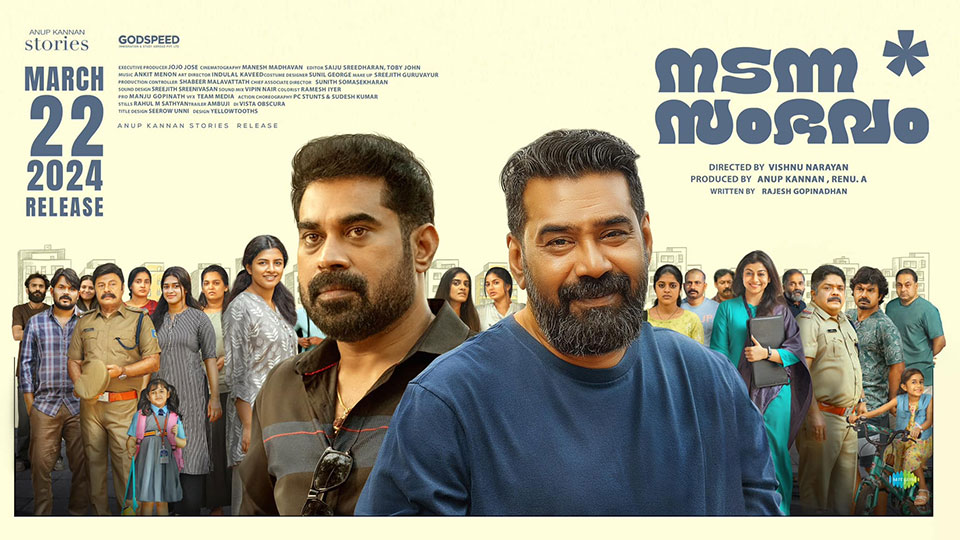 ANUP KANNAN
stories
GODSPEED
IMMIGRATION & STUDY ABROAD PVT LTD
MARCH
22
2024
RELEASE
EXECUTIVE PRODUCER JOJO JOSE CINEMATOGRAPHY MANESH MADHAVAN EDITOR SAIJU SREEDHARAN, TOBY JOHN
MUSIC ANKIT MENON ART DIRECTOR INDULAL KAVEED COSTUME DESIGNER SUNIL GEORGE MAKE UP SREEJITH GURUVAYUR
PRODUCTION CONTROLLER SHABEER MALAVATTATH CHIEF ASSOCIATE DIRECTOR SUNITH SOMASEKHARAN
SOUND DESIGN SREEJITH SREENIVASAN SOUND MIX VIPIN NAIR COLORIST RAMESH IYER
PRO MANJU GOPINATH VFX TEAM MEDIA ACTION CHOREOGRAPHY PC STUNTS & SUDESH KUMAR
STILLS RAHUL M SATHYAN TRAILER AMBUJI DI VISTA OBSCURA
TITLE DESIGN SEEROW UNNI DESIGN YELLOWTOOTHS
ANUP KANNAN STORIES RELEASE
നടന്ന *
സംഭവം
DIRECTED BY VISHNU NARAYAN
PRODUCED BY ANUP KANNAN , RENU. A
WRITTEN BY RAJESH GOPINADHAN